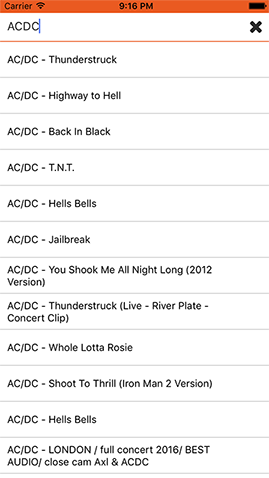 Carrier 9:16 PM
ACDC
AC/DC - Thunderstruck
AC/DC - Highway to Hell
AC/DC - Back In Black
AC/DC - T.N.T.
AC/DC - Hells Bells
AC/DC - Jailbreak
AC/DC - You Shook Me All Night Long (2012
Version)
AC/DC - Thunderstruck (Live - River Plate -
Concert Clip)
AC/DC - Whole Lotta Rosie
AC/DC - Shoot To Thrill (Iron Man 2 Version)
AC/DC - Hells Bells
AC/DC - LONDON / full concert 2016/ BEST
AUDIO/ close cam Axl & ACDC